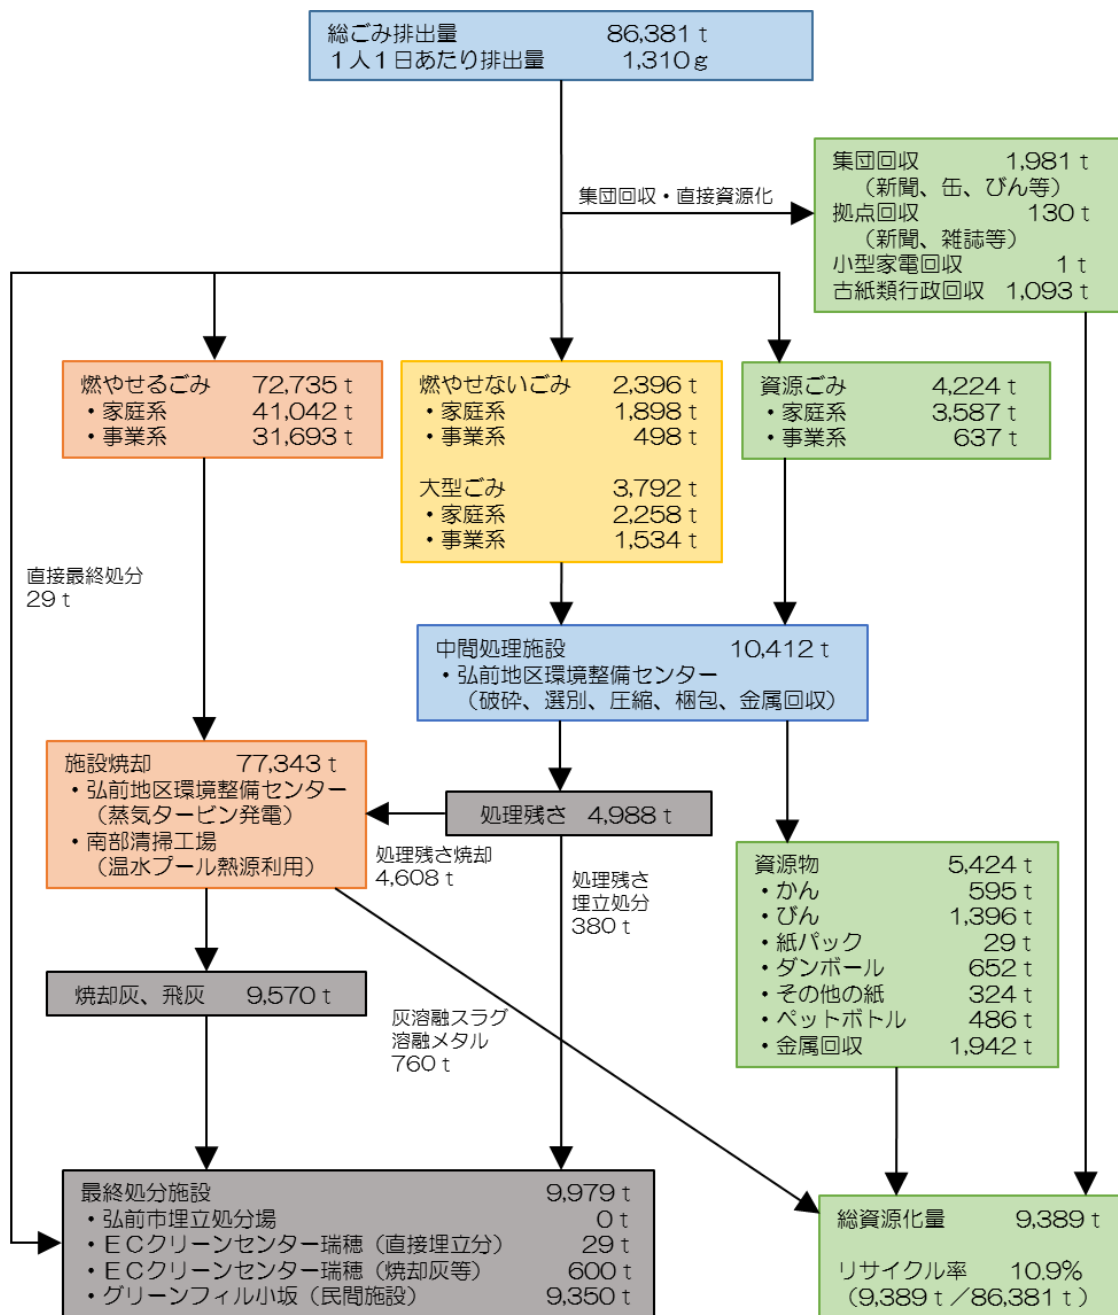 総ごみ排出量 86,381ｔ
１人１日あたり排出量 1,310ｇ
集団回収・直接資源化
集団回収 1,981ｔ
（新聞、缶、びん等）
拠点回収 130ｔ
（新聞、雑誌等）
小型家電回収 1ｔ
古紙類行政回収 1,093ｔ
燃やせるごみ 72,735ｔ
・家庭系 41,042ｔ
・事業系 31,693ｔ
燃やせないごみ 2,396ｔ
・家庭系 1,898ｔ
・事業系 498ｔ
大型ごみ 3,792ｔ
・家庭系 2,258ｔ
・事業系 1,534ｔ
資源ごみ 4,224ｔ
・家庭系 3,587ｔ
・事業系 637ｔ
直接最終処分
29ｔ
中間処理施設 10,412ｔ
・弘前地区環境整備センター
（破砕、選別、圧縮、梱包、金属回収）
施設焼却 77,343ｔ
・弘前地区環境整備センター
（蒸気タービン発電）
・南部清掃工場
（温水プール熱源利用）
処理残さ 4,988ｔ
処理残さ焼却
4,608ｔ
処理残さ
埋立処分
380ｔ
資源物 5,424ｔ
・かん 595ｔ
・びん 1,396ｔ
・紙パック 29ｔ
・ダンボール 652ｔ
・その他の紙 324ｔ
・ペットボトル 486ｔ
・金属回収 1,942ｔ
焼却灰、飛灰 9,570ｔ
灰溶融スラグ
溶融メタル
760ｔ
最終処分施設 9,979ｔ
・弘前市埋立処分場 0ｔ
・ＥＣクリーンセンター瑞穂（直接埋立分） 29ｔ
・ＥＣクリーンセンター瑞穂（焼却灰等） 600ｔ
・グリーンフィル小坂（民間施設） 9,350ｔ
総資源化量 9,389ｔ
リサイクル率 10.9%
（9,389ｔ／86,381ｔ）